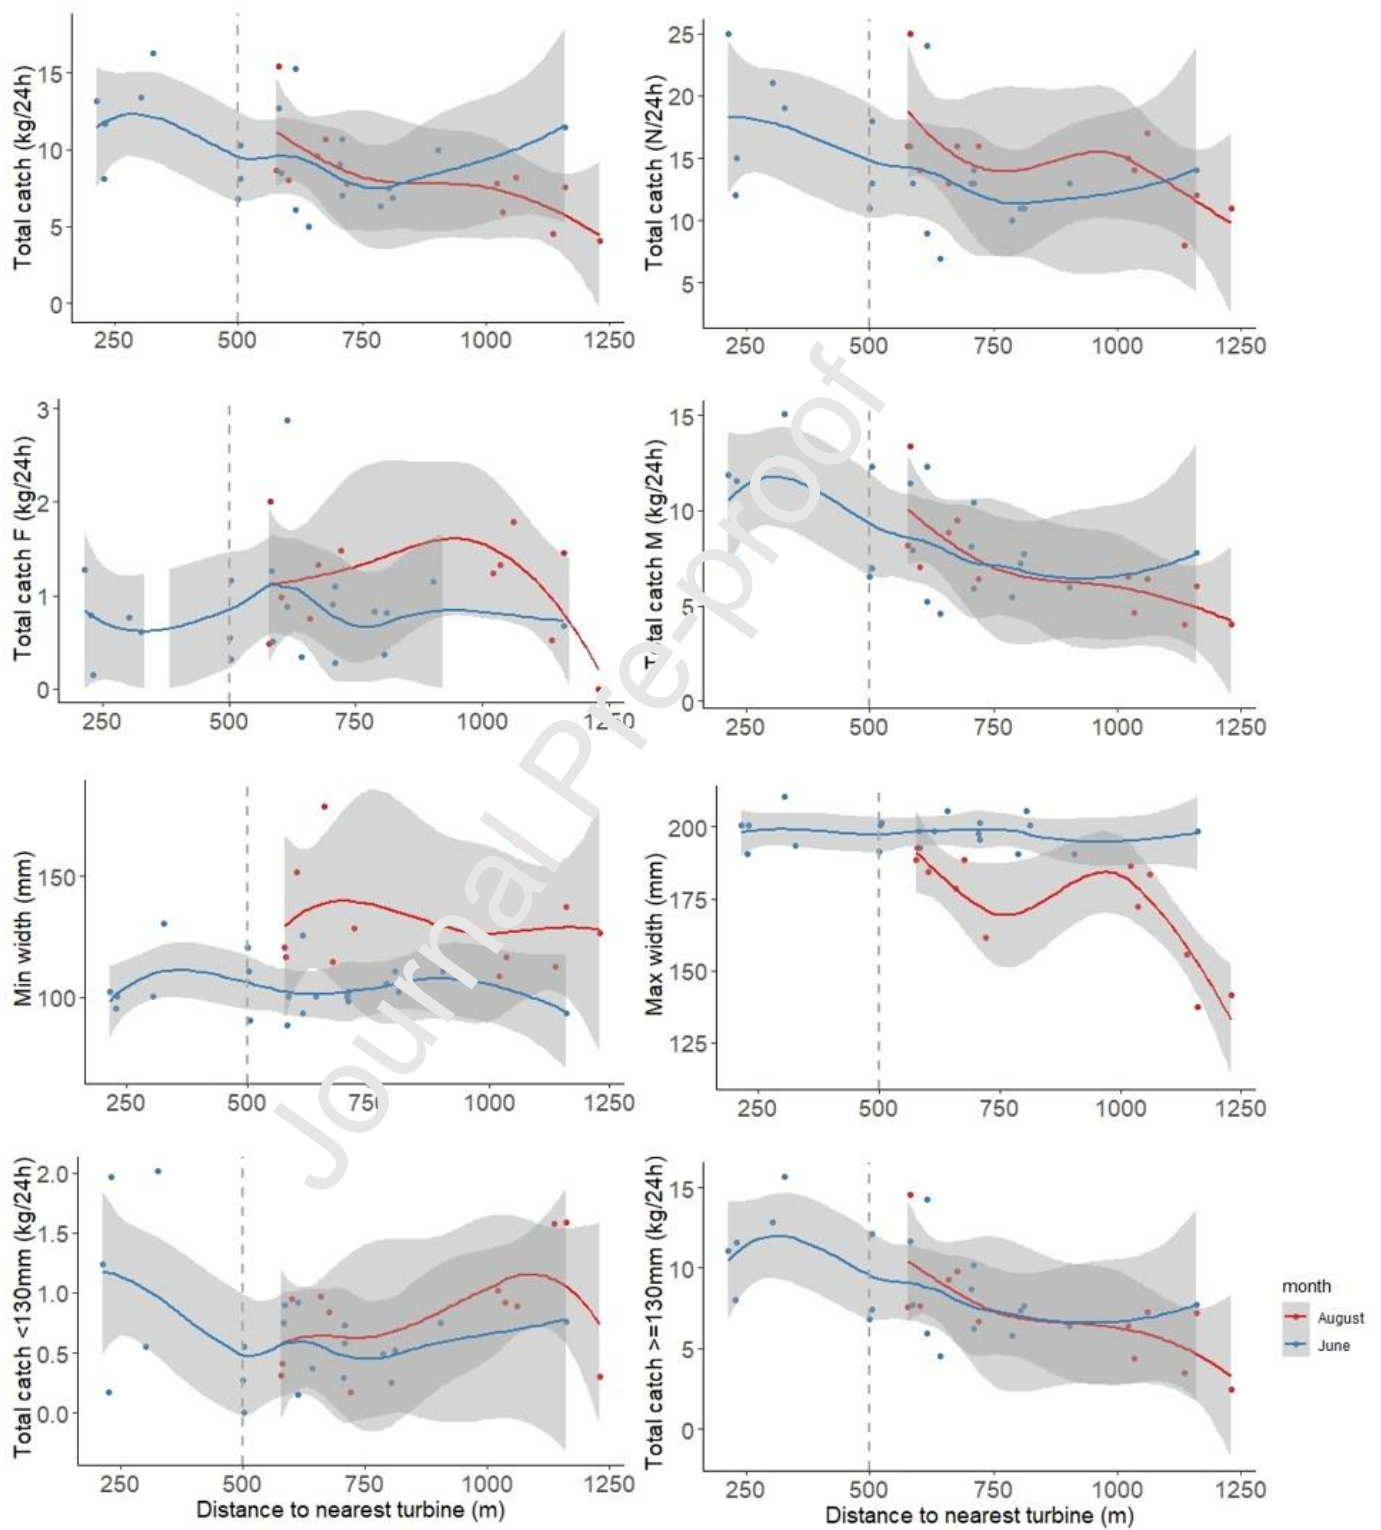 Total catch (kg/24h)
15
10
5
0
250 500 750 1000 1250
Total catch (N/24h)
25
20
15
10
5
250 500 750 1000 1250
Total catch F (kg/24h)
3
2
1
0
250 500 750 1000 1250
Total catch M (kg/24h)
15
10
5
0
250 500 750 1000 1250
Min width (mm)
150
100
250 500 750 1000 1250
Max width (mm)
200
175
150
125
250 500 750 1000 1250
Total catch <130mm (kg/24h)
2.0
1.5
1.0
0.5
0.0
250 500 750 1000 1250
Distance to nearest turbine (m)
Total catch >=130mm (kg/24h)
15
10
5
0
250 500 750 1000 1250
Distance to nearest turbine (m)
month
August
June
Journal Pre-proof